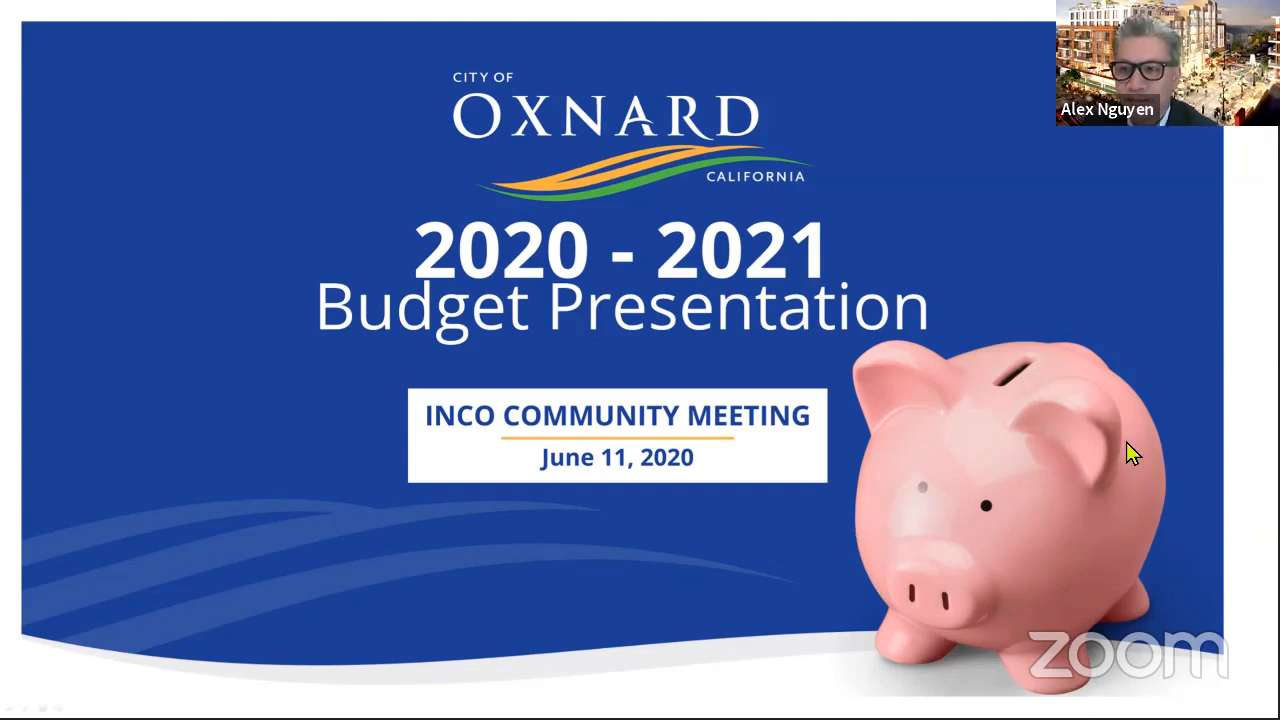 CITY OF
OXNARD
CALIFORNIA
2020 - 2021
Budget Presentation
INCO COMMUNITY MEETING
June 11, 2020
Alex Nguyen
zoom